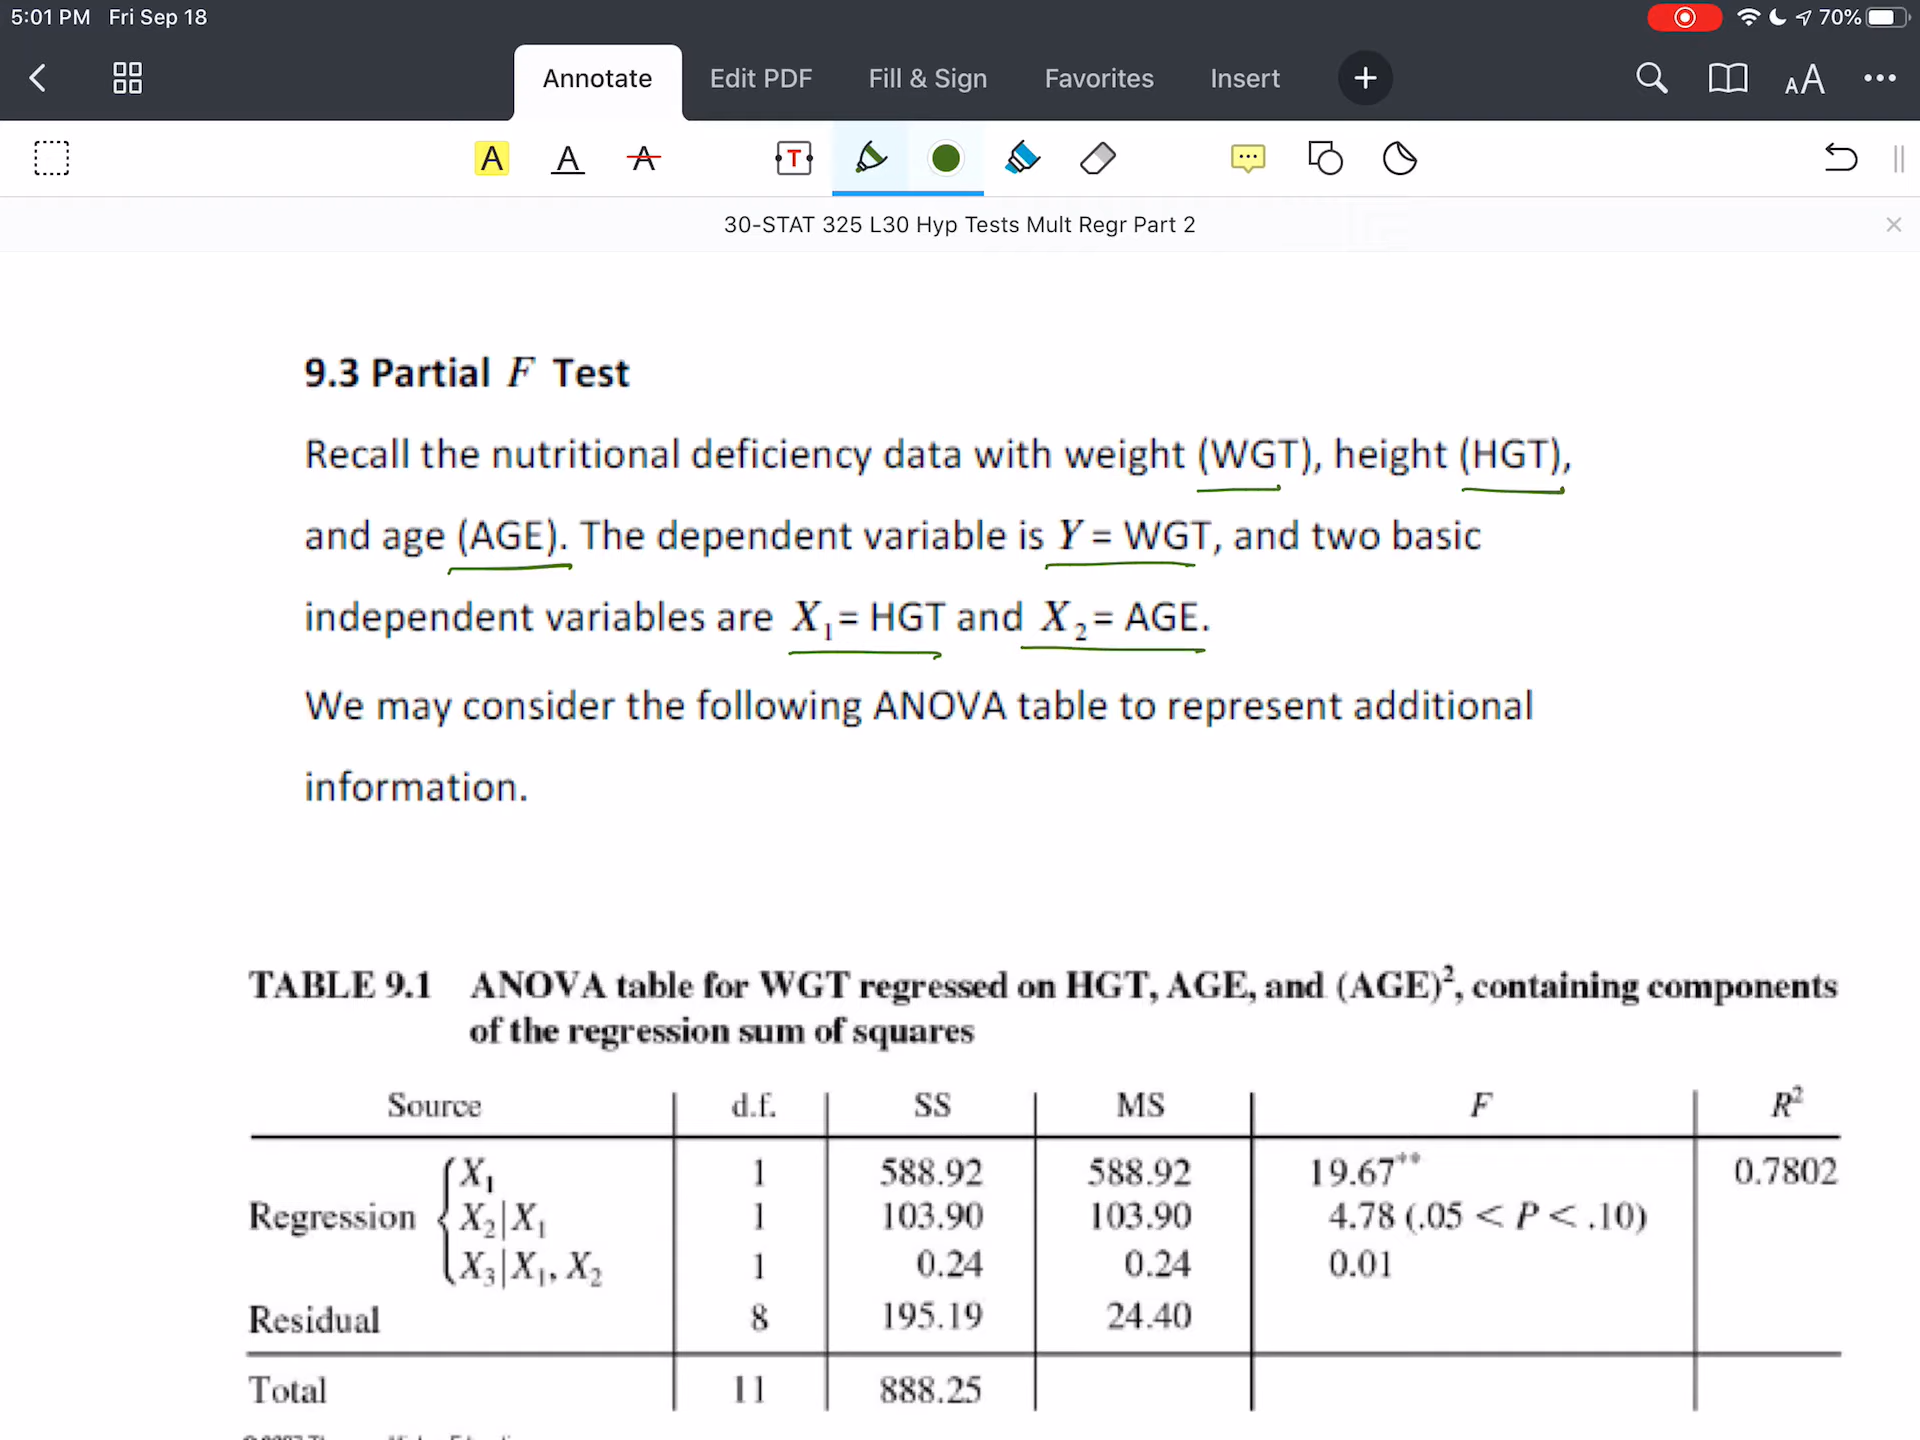 5:01 PM Fri Sep 18 70%
Annotate Edit PDF Fill & Sign Favorites Insert
30-STAT 325 L30 Hyp Tests Mult Regr Part 2
9.3 Partial F Test
Recall the nutritional deficiency data with weight (WGT), height (HGT),
and age (AGE). The dependent variable is Y = WGT, and two basic
independent variables are X₁ = HGT and X₂ = AGE.
We may consider the following ANOVA table to represent additional
information.
TABLE 9.1 ANOVA table for WGT regressed on HGT, AGE, and (AGE)², containing components
of the regression sum of squares
Source d.f. SS MS F R²
X₁ 1 588.92 588.92 19.67** 0.7802
Regression X₂|X₁ 1 103.90 103.90 4.78 (.05 < P < .10)
X₃|X₁, X₂ 1 0.24 0.24 0.01
Residual 8 195.19 24.40
Total 11 888.25